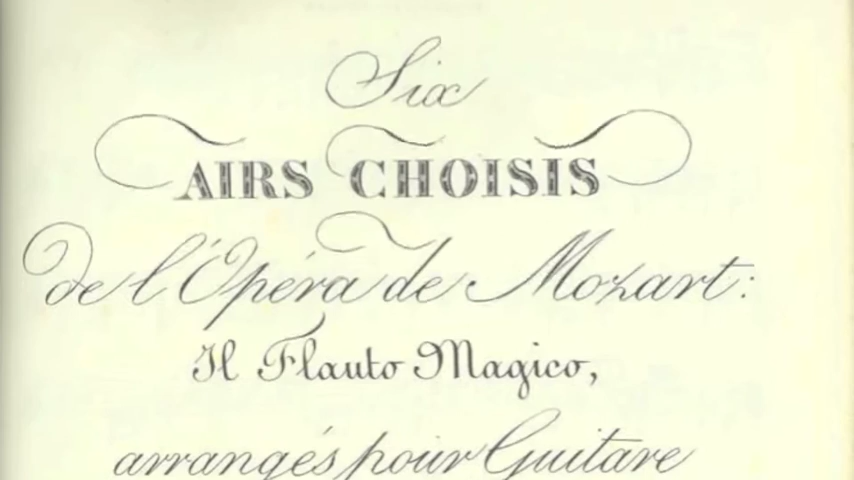 Six
AIRS CHOISIS
de l'Opéra de Mozart:
Il Flauto Magico,
arrangés pour Guitare